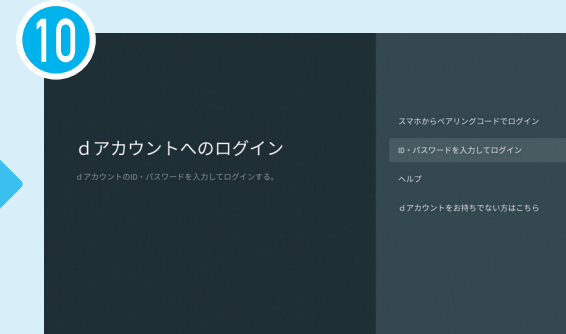 10
dアカウントへのログイン
dアカウントのID・パスワードを入力してログインする。
スマホからペアリングコードでログイン
ID・パスワードを入力してログイン
ヘルプ
dアカウントをお持ちでない方はこちら